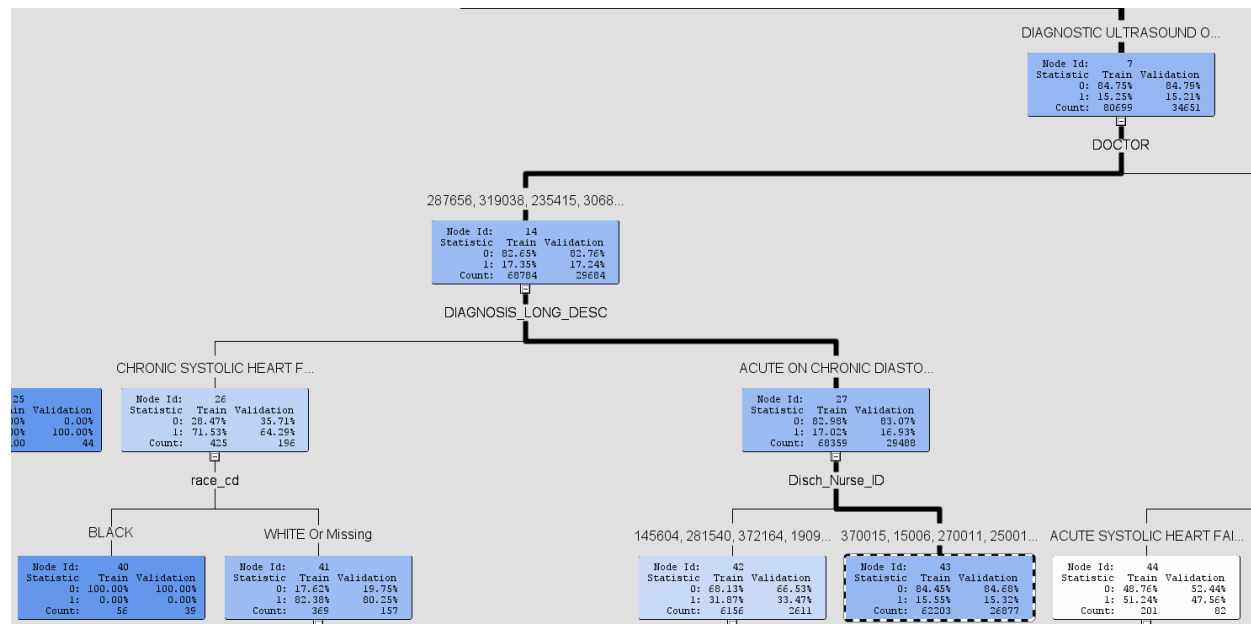 DIAGNOSTIC ULTRASOUND O...
Node Id: 7
Statistic Train Validation
0: 84.75% 84.79%
1: 15.25% 15.21%
Count: 80699 34651
DOCTOR
287656, 319038, 235415, 3068...
Node Id: 14
Statistic Train Validation
0: 82.65% 82.76%
1: 17.35% 17.24%
Count: 68784 29684
DIAGNOSIS_LONG_DESC
CHRONIC SYSTOLIC HEART F...
ACUTE ON CHRONIC DIASTO...
25
in Validation
0% 0.00%
0% 100.00%
00 44
Node Id: 26
Statistic Train Validation
0: 28.47% 35.71%
1: 71.53% 64.29%
Count: 425 196
Node Id: 27
Statistic Train Validation
0: 82.98% 83.07%
1: 17.02% 16.93%
Count: 68359 29488
race_cd
Disch_Nurse_ID
BLACK
WHITE Or Missing
145604, 281540, 372164, 1909...
370015, 15006, 270011, 25001...
ACUTE SYSTOLIC HEART FAI...
Node Id: 40
Statistic Train Validation
0: 100.00% 100.00%
1: 0.00% 0.00%
Count: 56 39
Node Id: 41
Statistic Train Validation
0: 17.62% 19.75%
1: 82.38% 80.25%
Count: 369 157
Node Id: 42
Statistic Train Validation
0: 68.13% 66.53%
1: 31.87% 33.47%
Count: 6156 2611
Node Id: 43
Statistic Train Validation
0: 84.45% 84.68%
1: 15.55% 15.32%
Count: 62203 26877
Node Id: 44
Statistic Train Validation
0: 48.76% 52.44%
1: 51.24% 47.56%
Count: 201 82